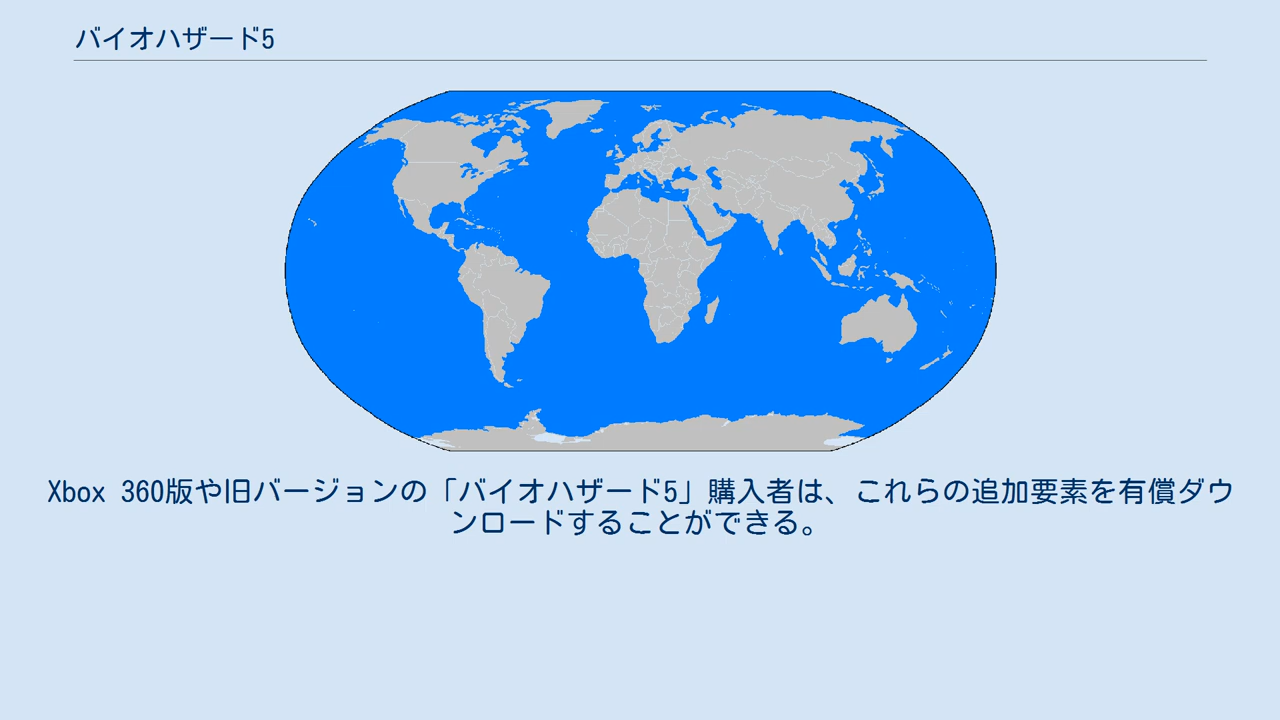 バイオハザード5
Xbox 360版や旧バージョンの「バイオハザード5」購入者は、これらの追加要素を有償ダウ
ンロードすることができる。